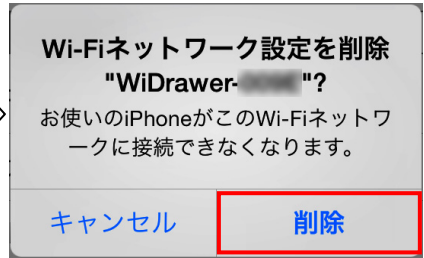 Wi-Fiネットワーク設定を削除
"WiDrawer- "?
お使いのiPhoneがこのWi-Fiネットワ
ークに接続できなくなります。
キャンセル
削除